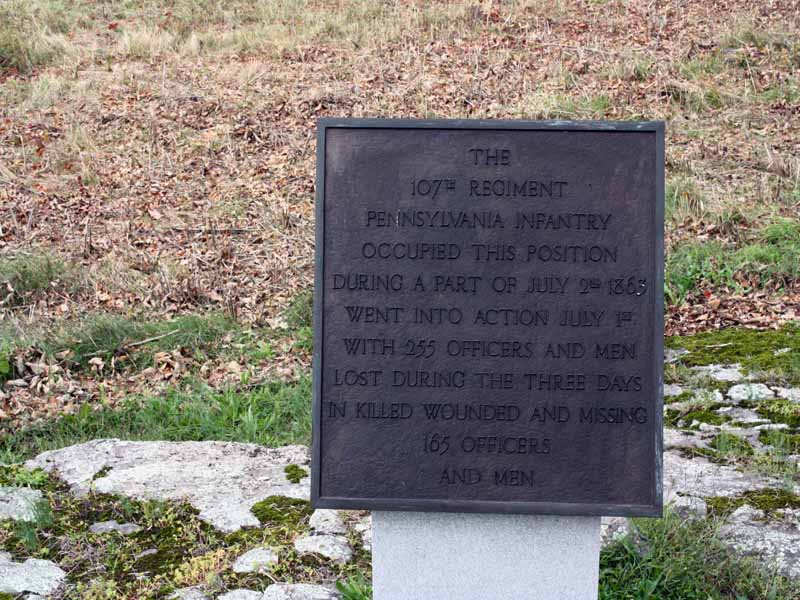 THE
107TH REGIMENT
PENNSYLVANIA INFANTRY
OCCUPIED THIS POSITION
DURING A PART OF JULY 2ND 1863
WENT INTO ACTION JULY 1ST
WITH 255 OFFICERS AND MEN
LOST DURING THE THREE DAYS
IN KILLED WOUNDED AND MISSING
165 OFFICERS
AND MEN